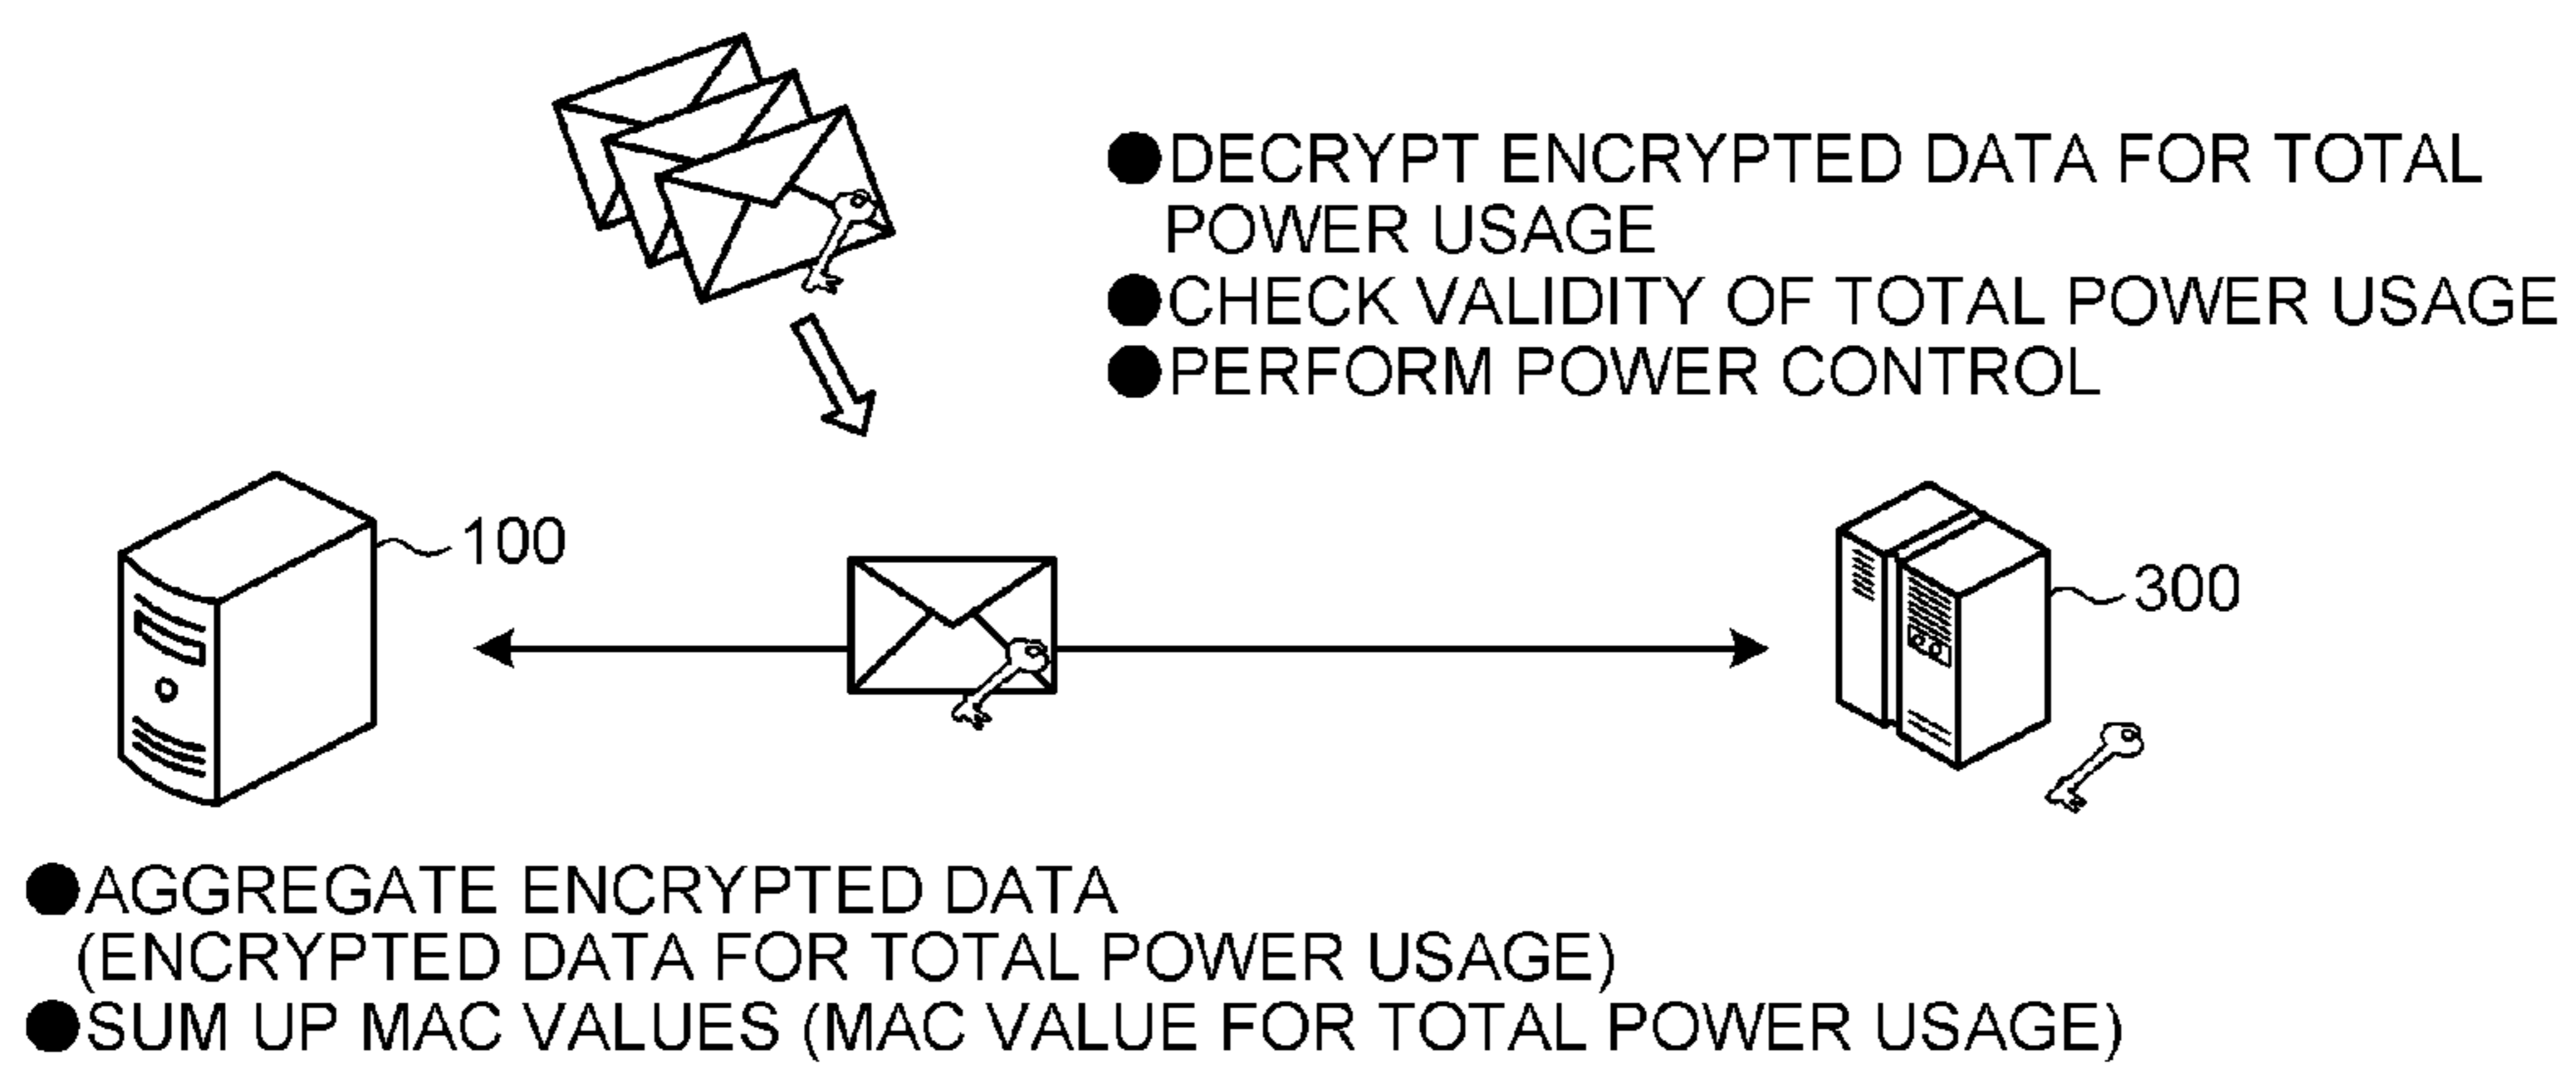 ●DECRYPT ENCRYPTED DATA FOR TOTAL
POWER USAGE
●CHECK VALIDITY OF TOTAL POWER USAGE
●PERFORM POWER CONTROL
100
300
●AGGREGATE ENCRYPTED DATA
(ENCRYPTED DATA FOR TOTAL POWER USAGE)
●SUM UP MAC VALUES (MAC VALUE FOR TOTAL POWER USAGE)